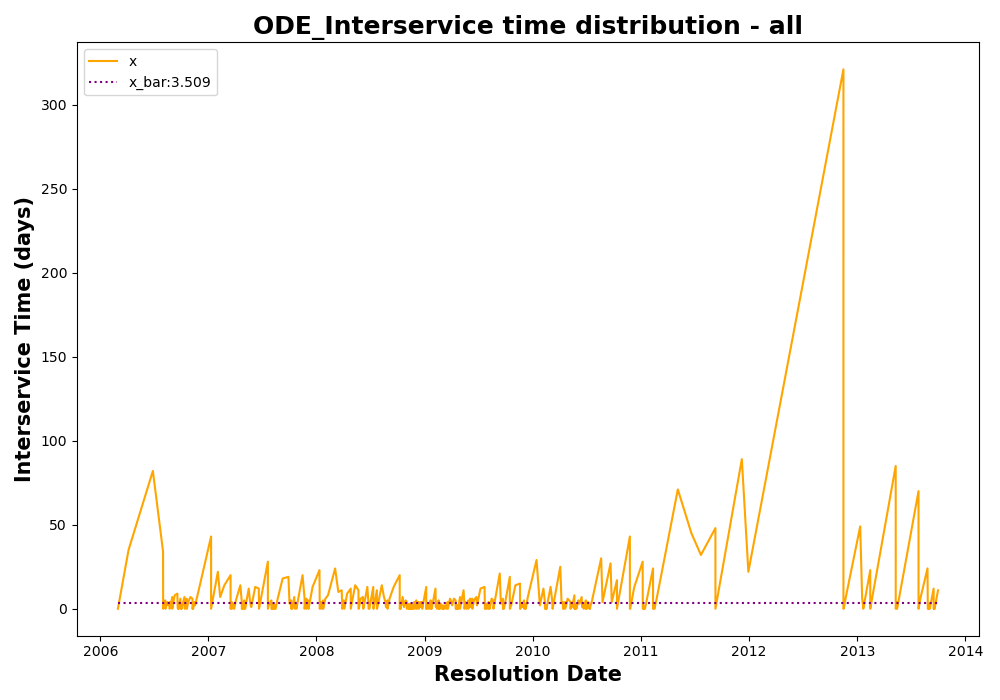 ODE_Interservice time distribution - all
x
x_bar:3.509
Interservice Time (days)
300
250
200
150
100
50
0
2006 2007 2008 2009 2010 2011 2012 2013 2014
Resolution Date